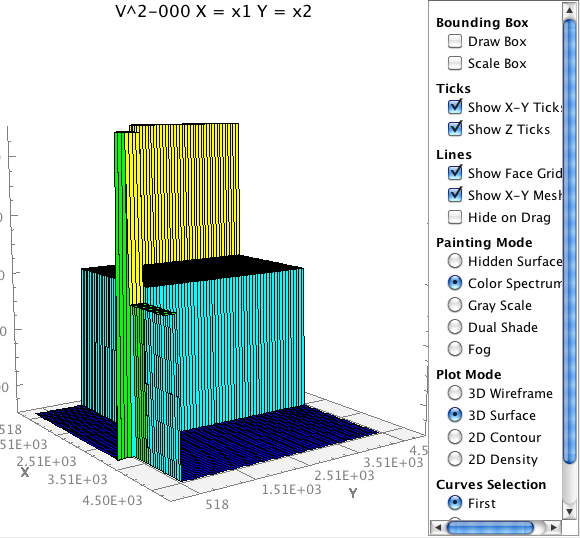 V^2-000 X = x1 Y = x2
Bounding Box
Draw Box
Scale Box
Ticks
Show X-Y Ticks
Show Z Ticks
Lines
Show Face Grid
Show X-Y Mesh
Hide on Drag
Painting Mode
Hidden Surface
Color Spectrum
Gray Scale
Dual Shade
Fog
Plot Mode
3D Wireframe
3D Surface
2D Contour
2D Density
Curves Selection
First
00
0
518
51E+03
2.51E+03
3.51E+03
4.50E+03
X
518
1.51E+03
2.51E+03
3.51E+03
4.5
Y